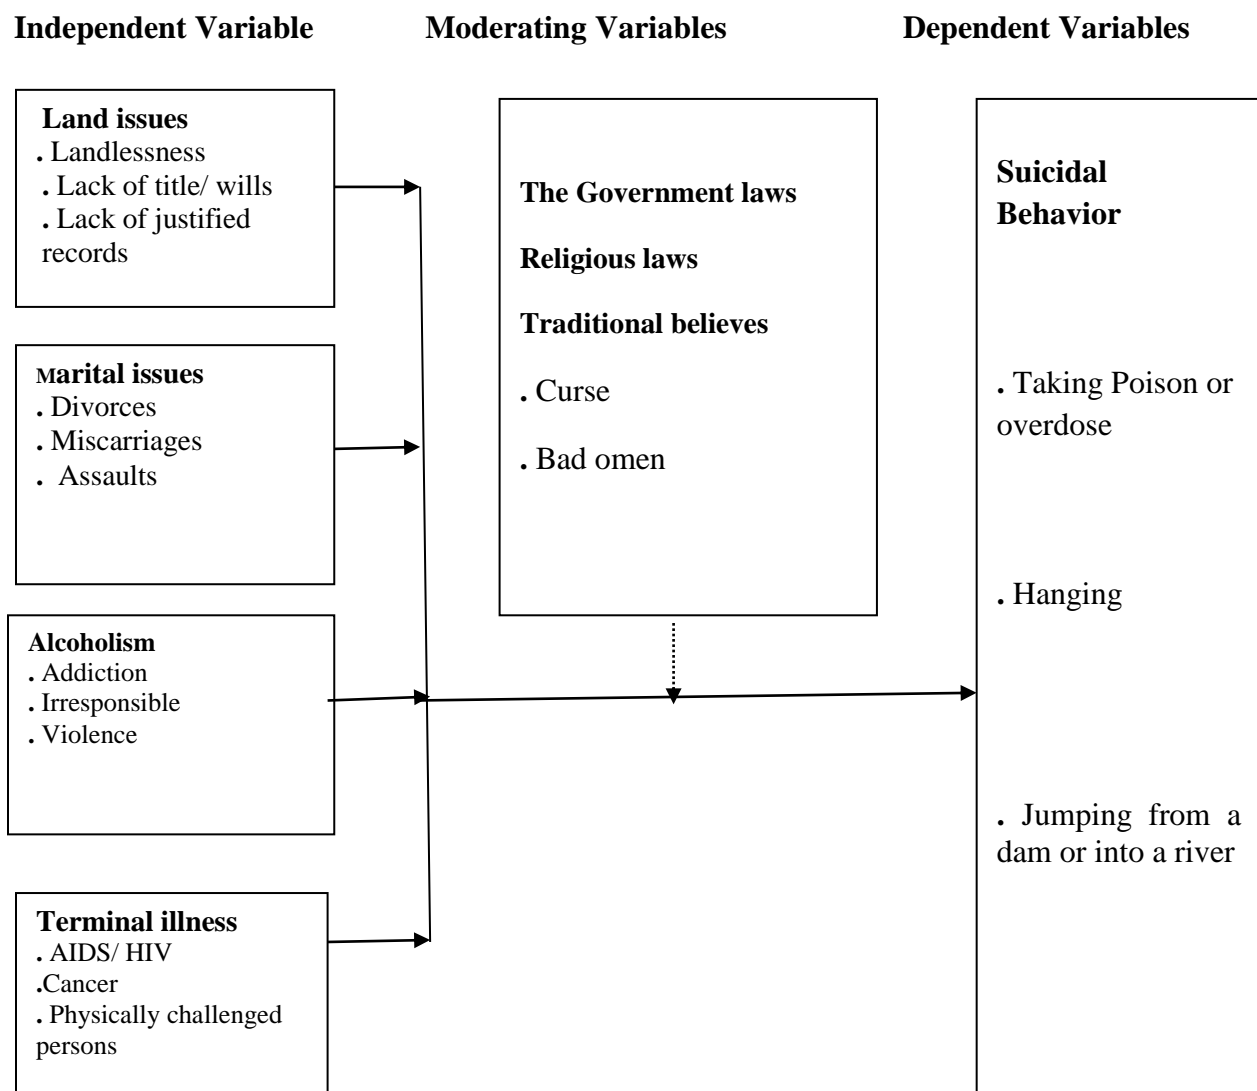 Independent Variable
Moderating Variables
Dependent Variables
Land issues
. Landlessness
. Lack of title/ wills
. Lack of justified
records
Marital issues
. Divorces
. Miscarriages
. Assaults
Alcoholism
. Addiction
. Irresponsible
. Violence
Terminal illness
. AIDS/ HIV
.Cancer
. Physically challenged
persons
The Government laws
Religious laws
Traditional believes
. Curse
. Bad omen
Suicidal
Behavior
. Taking Poison or
overdose
. Hanging
. Jumping from a
dam or into a river